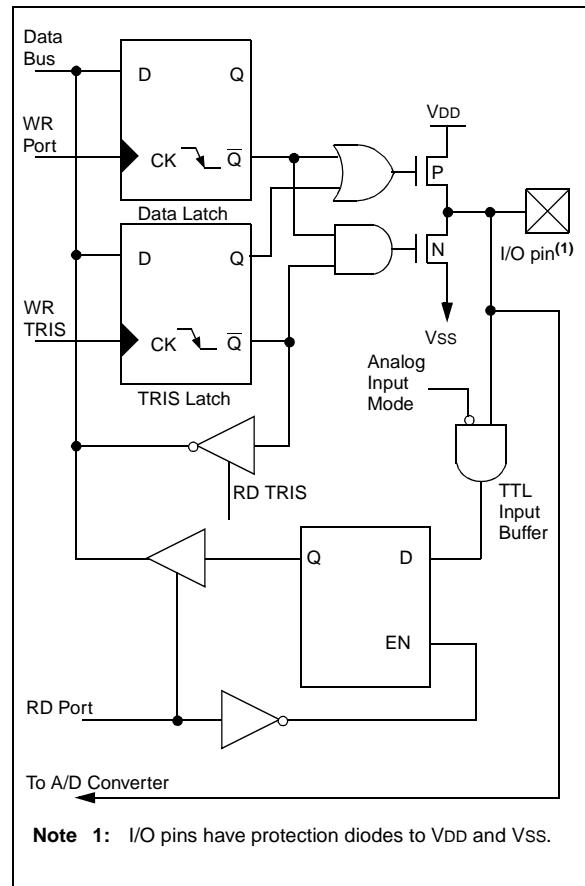 Data
Bus
D
Q
VDD
WR
Port
CK
Q
P
Data Latch
D
Q
N
I/O pin(1)
WR
TRIS
CK
Q
VSS
Analog
Input
Mode
TRIS Latch
RD TRIS
TTL
Input
Buffer
Q
D
EN
RD Port
To A/D Converter
Note 1: I/O pins have protection diodes to VDD and VSS.